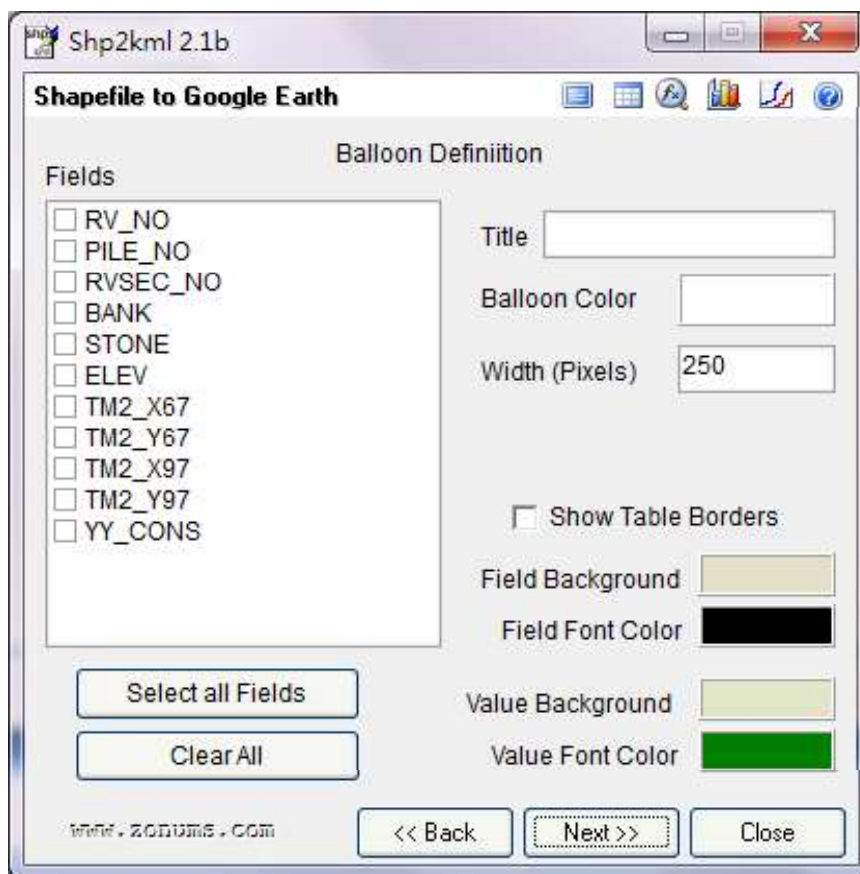 Shp2kml 2.1b
Shapefile to Google Earth
Balloon Definiition
Fields
RV_NO
PILE_NO
RVSEC_NO
BANK
STONE
ELEV
TM2_X67
TM2_Y67
TM2_X97
TM2_Y97
YY_CONS
Title
Balloon Color
Width (Pixels) 250
Show Table Borders
Field Background
Field Font Color
Value Background
Value Font Color
Select all Fields
Clear All
www.zonums.com
<< Back
Next >>
Close